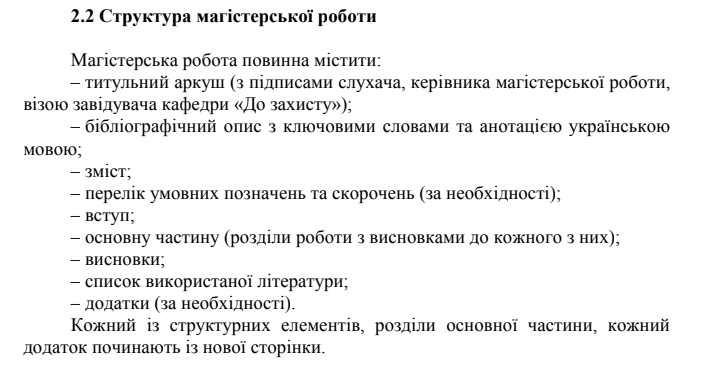 2.2 Структура магістерської роботи
Магістерська робота повинна містити:
– титульний аркуш (з підписами слухача, керівника магістерської роботи,
візою завідувача кафедри «До захисту»);
– бібліографічний опис з ключовими словами та анотацією українською
мовою;
– зміст;
– перелік умовних позначень та скорочень (за необхідності);
– вступ;
– основну частину (розділи роботи з висновками до кожного з них);
– висновки;
– список використаної літератури;
– додатки (за необхідності).
Кожний із структурних елементів, розділи основної частини, кожний
додаток починають із нової сторінки.